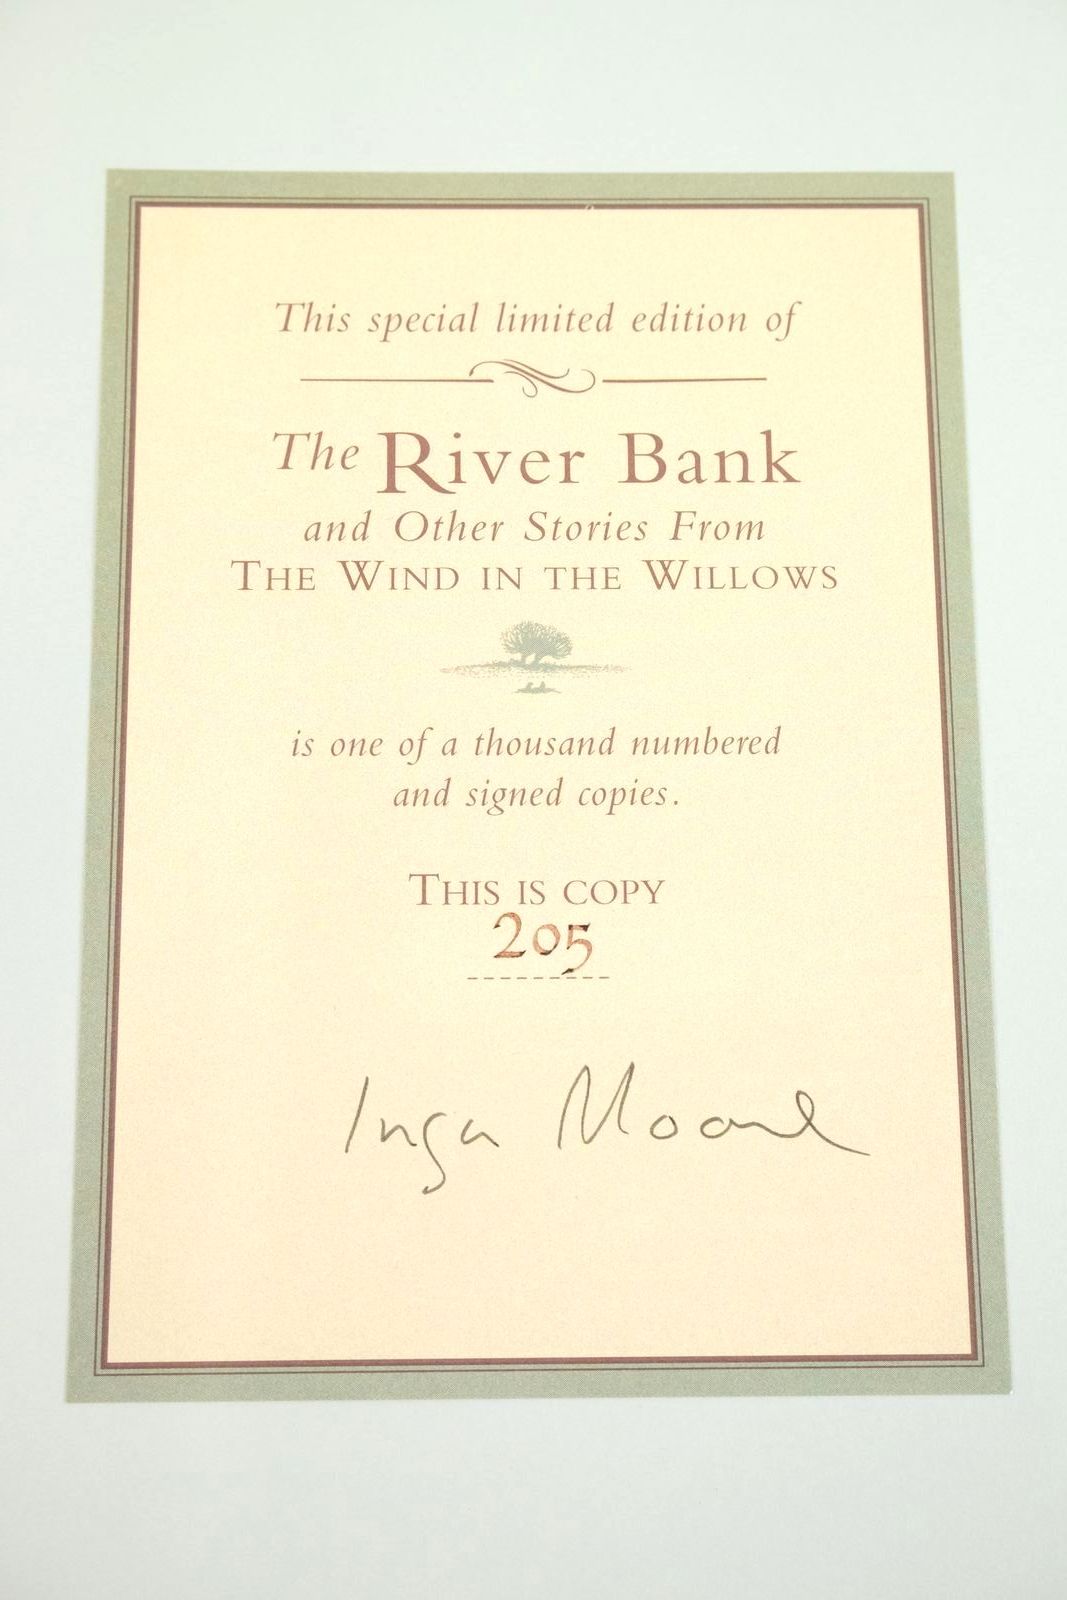 This special limited edition of
The River Bank
and Other Stories From
THE WIND IN THE WILLOWS
is one of a thousand numbered
and signed copies.
THIS IS COPY
205
Inga Moore